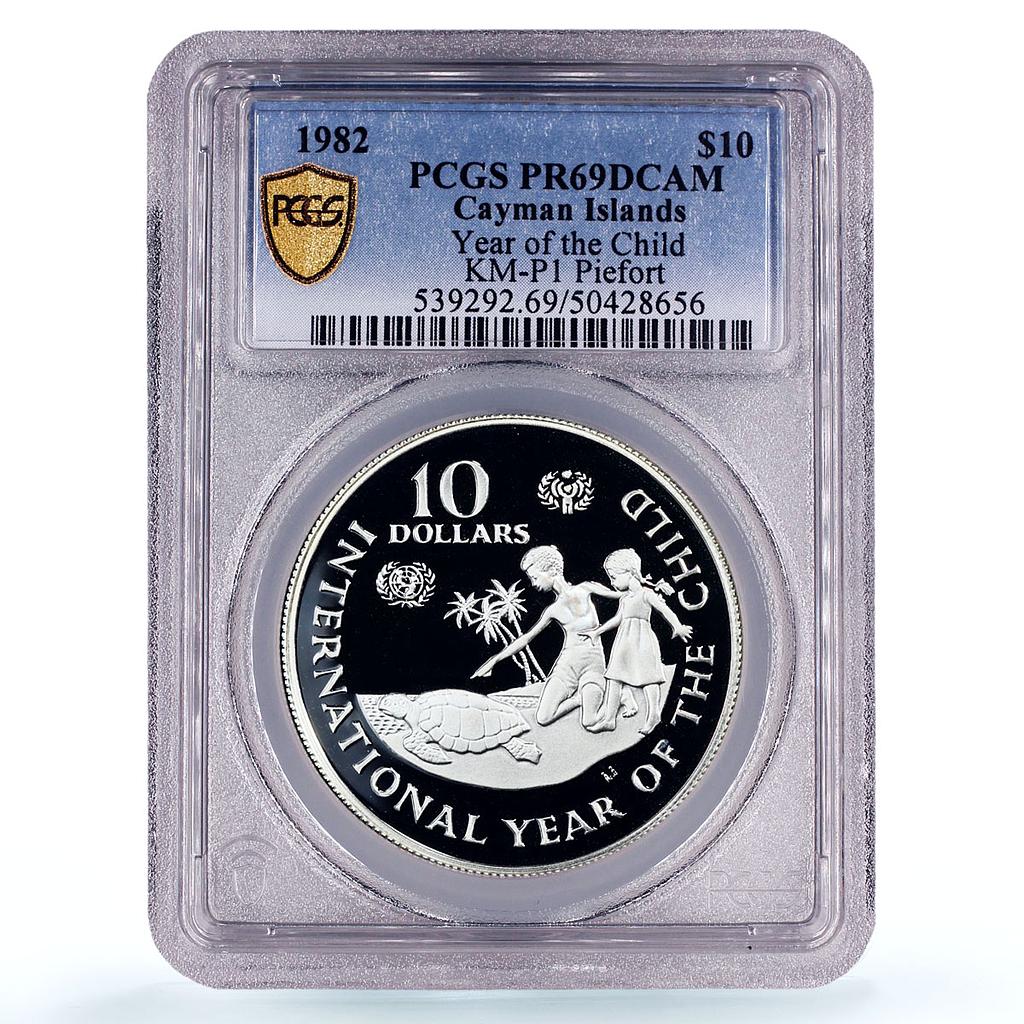 1982 $10
PCGS PR69DCAM
PCGS
Cayman Islands
Year of the Child
KM-P1 Piefort
539292.69/50428656
10
DOLLARS
INTERNATIONAL YEAR OF THE CHILD